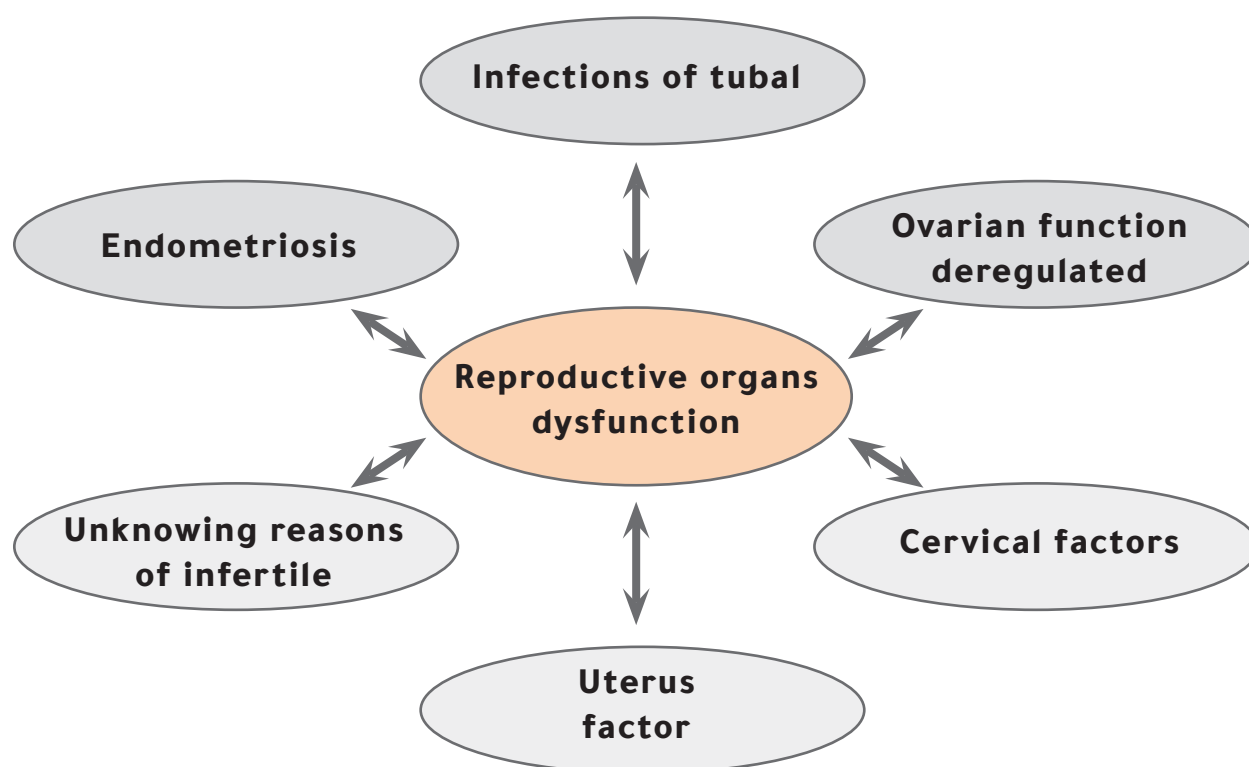 Infections of tubal
Endometriosis
Ovarian function
deregulated
Reproductive organs
dysfunction
Unknowing reasons
of infertile
Cervical factors
Uterus
factor